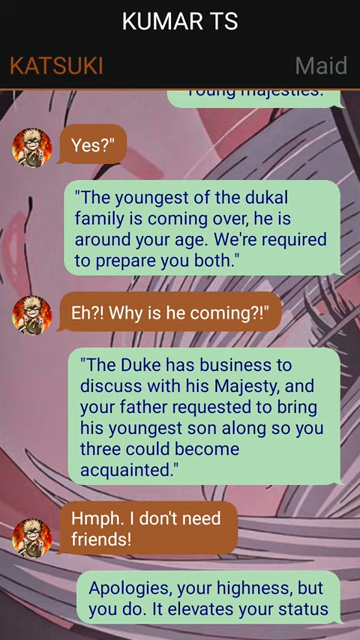 KUMAR TS
KATSUKI
Maid
Young majesties."
Yes?"
"The youngest of the dukal
family is coming over, he is
around your age. We're required
to prepare you both."
Eh?! Why is he coming?!"
"The Duke has business to
discuss with his Majesty, and
your father requested to bring
his youngest son along so you
three could become
acquainted."
Hmph. I don't need
friends!
Apologies, your highness, but
you do. It elevates your status